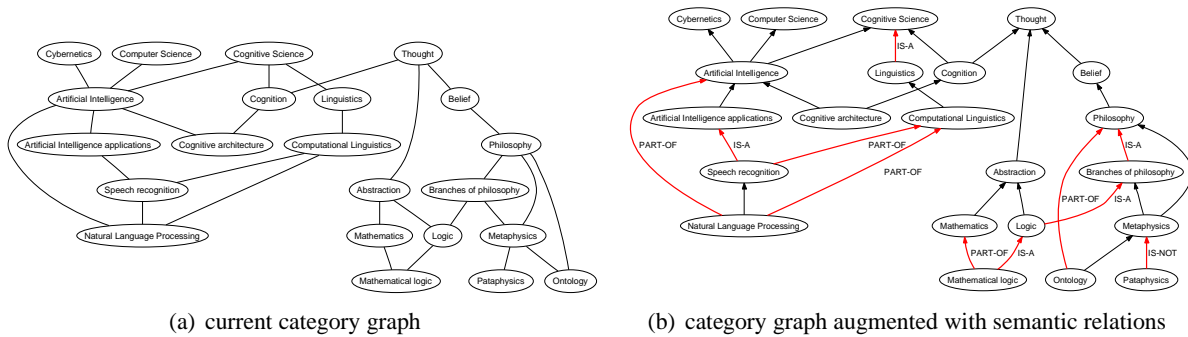 Cybernetics
Computer Science
Cognitive Science
Thought
Artificial Intelligence
Cognition
Linguistics
Belief
Artificial Intelligence applications
Cognitive architecture
Computational Linguistics
Philosophy
Speech recognition
Abstraction
Branches of philosophy
Natural Language Processing
Mathematics
Logic
Metaphysics
Mathematical logic
Pataphysics
Ontology
(a) current category graph
Cybernetics
Computer Science
Cognitive Science
Thought
IS-A
Artificial Intelligence
Linguistics
Cognition
Belief
Artificial Intelligence applications
Cognitive architecture
Computational Linguistics
Philosophy
PART-OF
IS-A
PART-OF
IS-A
Speech recognition
PART-OF
Abstraction
Branches of philosophy
PART-OF
IS-A
Natural Language Processing
Mathematics
Logic
Metaphysics
PART-OF
IS-A
IS-NOT
Mathematical logic
Ontology
Pataphysics
(b) category graph augmented with semantic relations